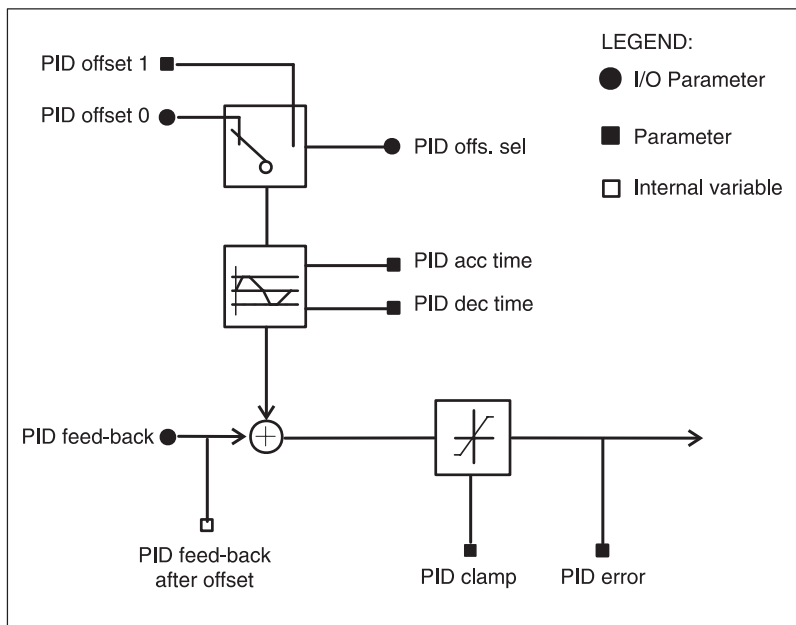 PID offset 1
PID offset 0
PID offs. sel
LEGEND:
I/O Parameter
Parameter
Internal variable
PID acc time
PID dec time
PID feed-back
PID feed-back
after offset
PID clamp
PID error